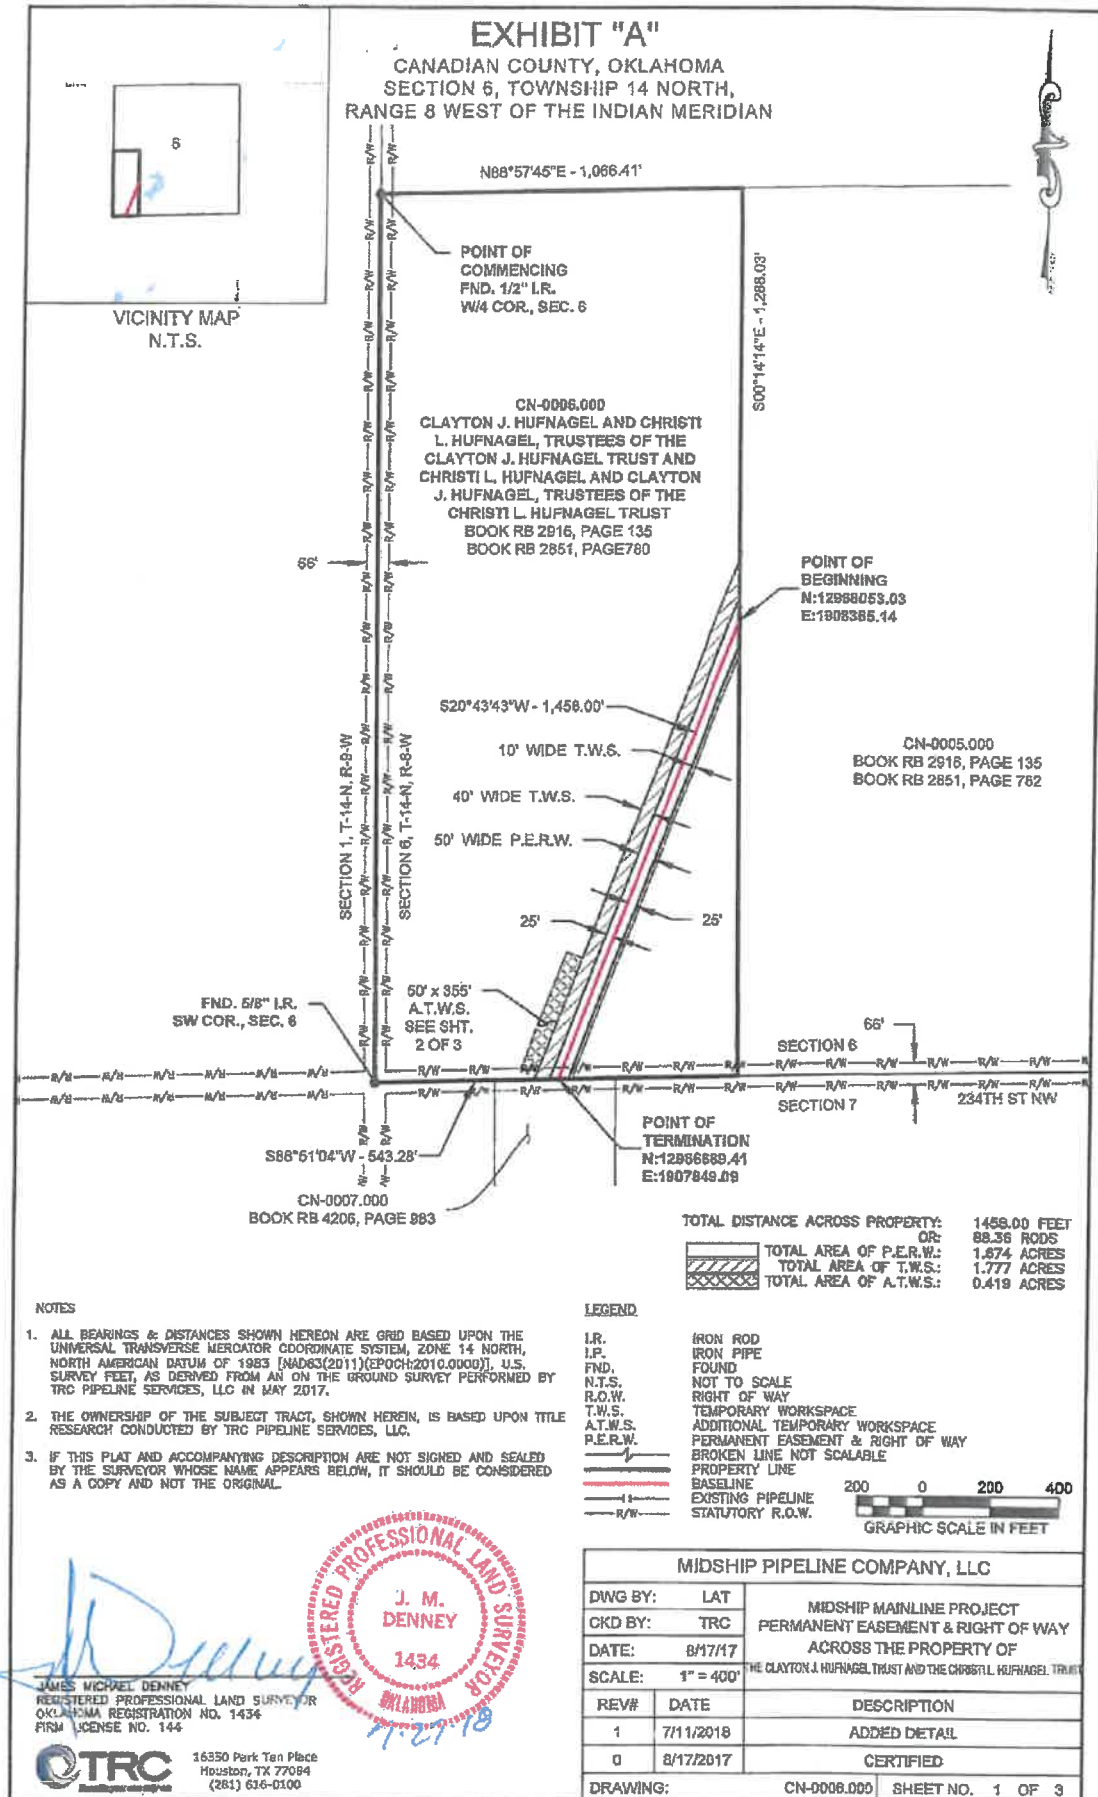 EXHIBIT "A"
CANADIAN COUNTY, OKLAHOMA
SECTION 6, TOWNSHIP 14 NORTH,
RANGE 8 WEST OF THE INDIAN MERIDIAN
6
VICINITY MAP
N.T.S.
N88°57'45"E - 1,066.41'
POINT OF
COMMENCING
FND. 1/2" I.R.
W/4 COR., SEC. 6
S00°14'14"E - 1,288.03'
CN-0006.000
CLAYTON J. HUFNAGEL AND CHRISTI
L. HUFNAGEL, TRUSTEES OF THE
CLAYTON J. HUFNAGEL TRUST AND
CHRISTI L. HUFNAGEL AND CLAYTON
J. HUFNAGEL, TRUSTEES OF THE
CHRISTI L. HUFNAGEL TRUST
BOOK RB 2916, PAGE 135
BOOK RB 2851, PAGE780
66'
POINT OF
BEGINNING
N:12988053.03
E:1908365.14
S20°43'43"W - 1,458.00'
10' WIDE T.W.S.
40' WIDE T.W.S.
50' WIDE P.E.R.W.
25'
25'
CN-0005.000
BOOK RB 2916, PAGE 135
BOOK RB 2851, PAGE 782
SECTION 1, T-14-N, R-9-W
SECTION 6, T-14-N, R-8-W
FND. 5/8" I.R.
SW COR., SEC. 6
50' x 355'
A.T.W.S.
SEE SHT.
2 OF 3
66'
SECTION 6
R/W R/W R/W R/W R/W R/W
SECTION 7
234TH ST NW
S88°51'04"W - 543.28'
POINT OF
TERMINATION
N:12986689.41
E:1907849.09
CN-0007.000
BOOK RB 4206, PAGE 983
TOTAL DISTANCE ACROSS PROPERTY: 1458.00 FEET
OR: 88.36 RODS
TOTAL AREA OF P.E.R.W.: 1.674 ACRES
TOTAL AREA OF T.W.S.: 1.777 ACRES
TOTAL AREA OF A.T.W.S.: 0.419 ACRES
NOTES
1. ALL BEARINGS & DISTANCES SHOWN HEREON ARE GRID BASED UPON THE
UNIVERSAL TRANSVERSE MERCATOR COORDINATE SYSTEM, ZONE 14 NORTH,
NORTH AMERICAN DATUM OF 1983 [NAD83(2011)(EPOCH:2010.0000)], U.S.
SURVEY FEET, AS DERIVED FROM AN ON THE GROUND SURVEY PERFORMED BY
TRC PIPELINE SERVICES, LLC IN MAY 2017.
2. THE OWNERSHIP OF THE SUBJECT TRACT, SHOWN HEREIN, IS BASED UPON TITLE
RESEARCH CONDUCTED BY TRC PIPELINE SERVICES, LLC.
3. IF THIS PLAT AND ACCOMPANYING DESCRIPTION ARE NOT SIGNED AND SEALED
BY THE SURVEYOR WHOSE NAME APPEARS BELOW, IT SHOULD BE CONSIDERED
AS A COPY AND NOT THE ORIGINAL.
LEGEND
I.R. IRON ROD
I.P. IRON PIPE
FND. FOUND
N.T.S. NOT TO SCALE
R.O.W. RIGHT OF WAY
T.W.S. TEMPORARY WORKSPACE
A.T.W.S. ADDITIONAL TEMPORARY WORKSPACE
P.E.R.W. PERMANENT EASEMENT & RIGHT OF WAY
BROKEN LINE NOT SCALABLE
PROPERTY LINE
BASELINE
EXISTING PIPELINE
R/W STATUTORY R.O.W.
200 0 200 400
GRAPHIC SCALE IN FEET
REGISTERED PROFESSIONAL LAND SURVEYOR
J. M.
DENNEY
1434
OKLAHOMA
JAMES MICHAEL DENNEY
REGISTERED PROFESSIONAL LAND SURVEYOR
OKLAHOMA REGISTRATION NO. 1434
FIRM LICENSE NO. 144
TRC
16350 Park Ten Place
Houston, TX 77084
(281) 616-0100
MIDSHIP PIPELINE COMPANY, LLC
DWG BY: LAT
CKD BY: TRC
DATE: 8/17/17
SCALE: 1" = 400'
MIDSHIP MAINLINE PROJECT
PERMANENT EASEMENT & RIGHT OF WAY
ACROSS THE PROPERTY OF
THE CLAYTON J. HUFNAGEL TRUST AND THE CHRISTI L. HUFNAGEL TRUST
REV# DATE DESCRIPTION
1 7/11/2018 ADDED DETAIL
0 8/17/2017 CERTIFIED
DRAWING: CN-0006.000 SHEET NO. 1 OF 3